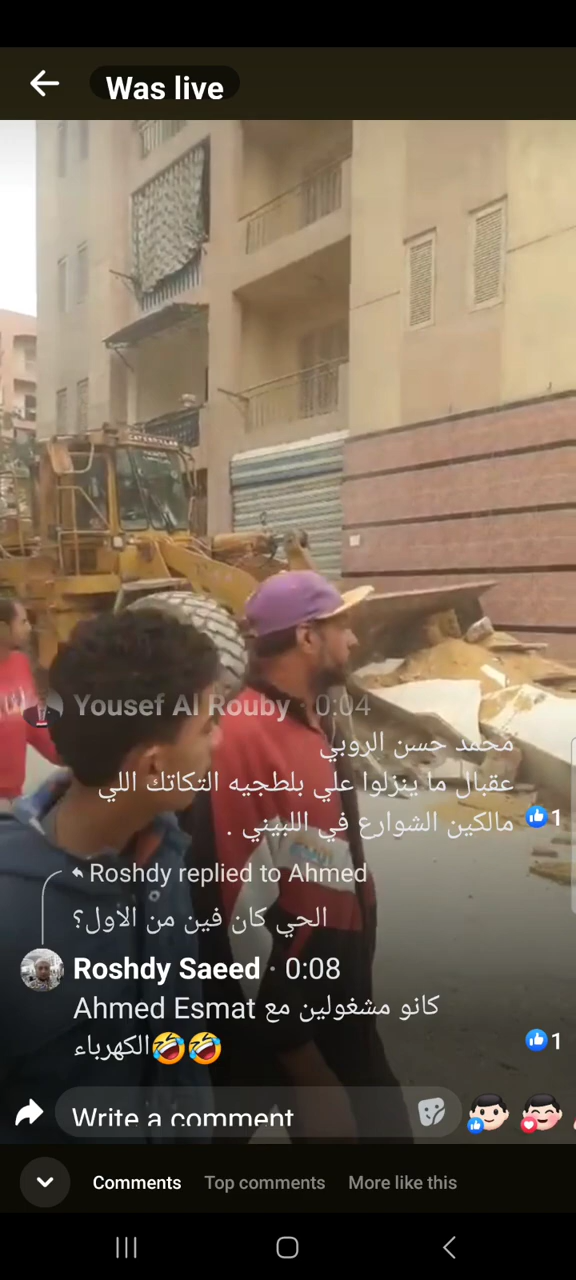 Was live
CATERPILLAR
Yousef Al Rouby · 0:04
محمد حسن الروبي
عقبال ما ينزلوا علي بلطجيه التكاتك اللي
مالكين الشوارع في اللبيني .
1
Roshdy replied to Ahmed
الحي كان فين من الأول؟
Roshdy Saeed · 0:08
Ahmed Esmat كانو مشغولين مع
الكهرباء🤣🤣
1
Write a comment
Comments Top comments More like this